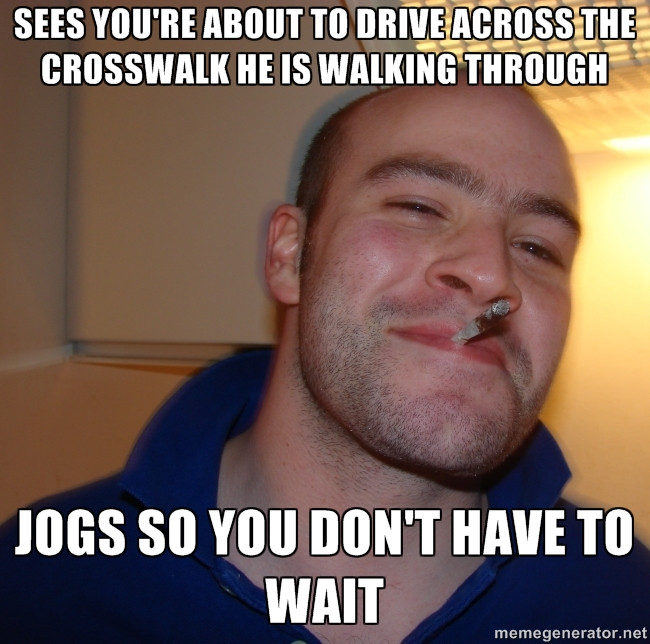 SEES YOU'RE ABOUT TO DRIVE ACROSS THE
CROSSWALK HE IS WALKING THROUGH
JOGS SO YOU DON'T HAVE TO
WAIT
memegenerator.net